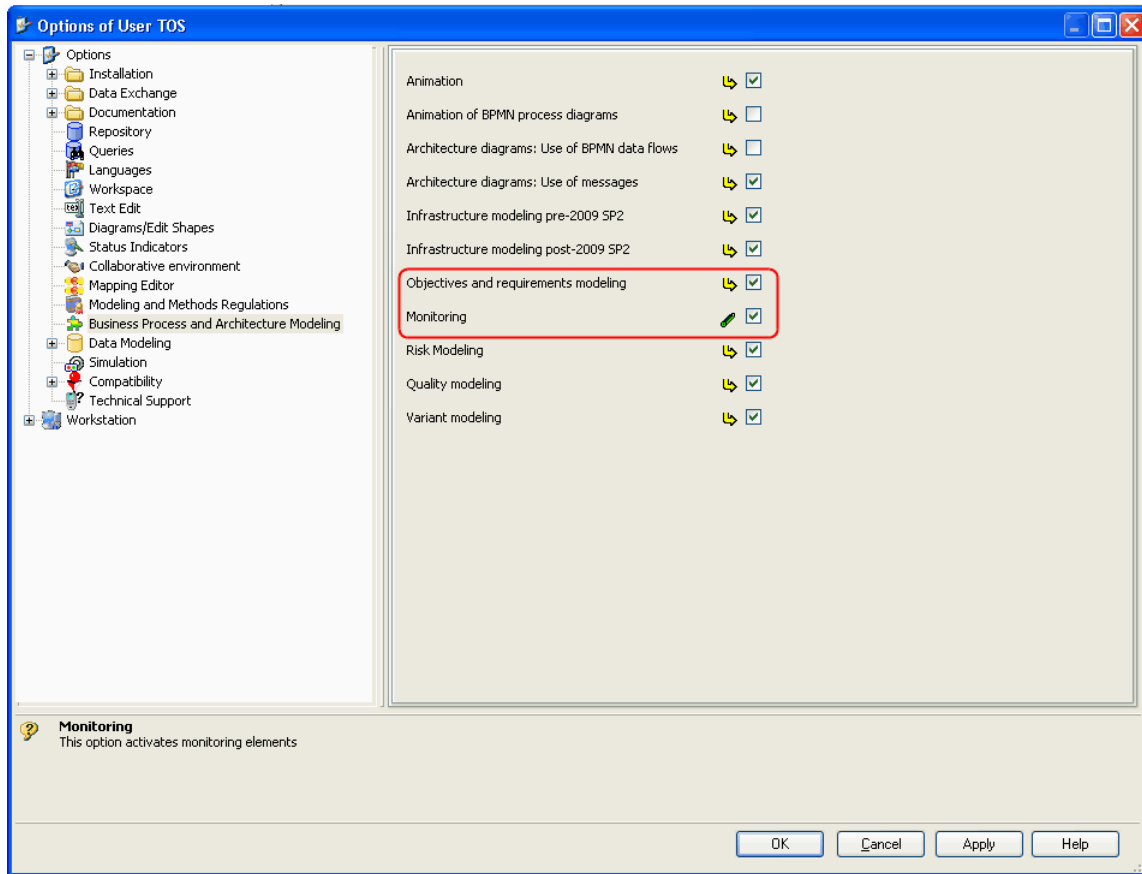 Options of User TOS
Options
Installation
Data Exchange
Documentation
Repository
Queries
Languages
Workspace
Text Edit
Diagrams/Edit Shapes
Status Indicators
Collaborative environment
Mapping Editor
Modeling and Methods Regulations
Business Process and Architecture Modeling
Data Modeling
Simulation
Compatibility
Technical Support
Workstation
Animation
Animation of BPMN process diagrams
Architecture diagrams: Use of BPMN data flows
Architecture diagrams: Use of messages
Infrastructure modeling pre-2009 SP2
Infrastructure modeling post-2009 SP2
Objectives and requirements modeling
Monitoring
Risk Modeling
Quality modeling
Variant modeling
Monitoring
This option activates monitoring elements
OK Cancel Apply Help